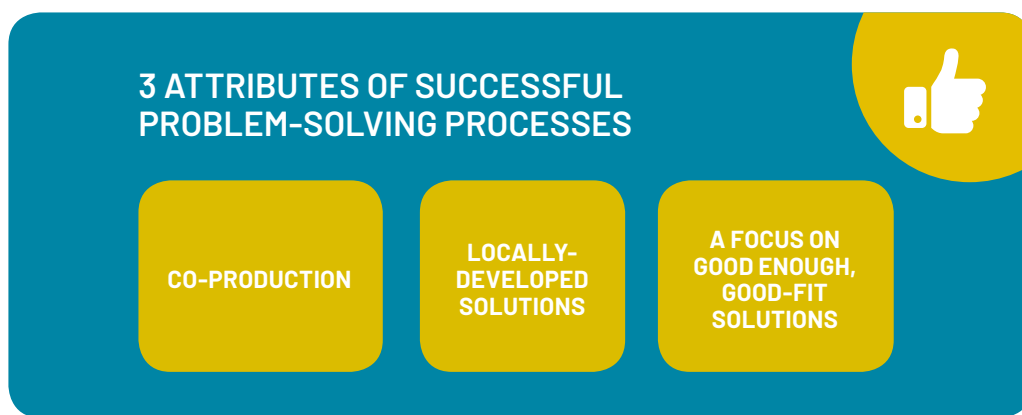 3 ATTRIBUTES OF SUCCESSFUL
PROBLEM-SOLVING PROCESSES
CO-PRODUCTION
LOCALLY-
DEVELOPED
SOLUTIONS
A FOCUS ON
GOOD ENOUGH,
GOOD-FIT
SOLUTIONS